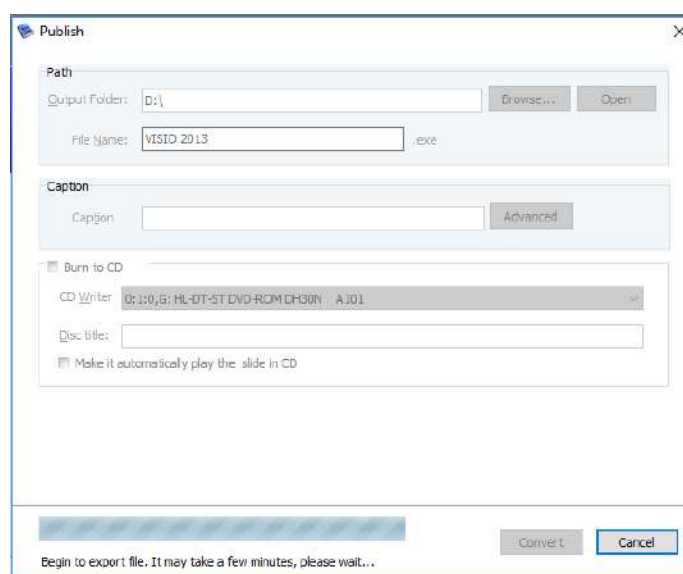 Publish
Path
Output Folder: D:\ Browse... Open
File Name: VISIO 2013 .exe
Caption
Caption Advanced
Burn to CD
CD Writer 0:1:0,G: HL-DT-ST DVD-ROM DH30N A101
Disc title:
Make it automatically play the slide in CD
Convert Cancel
Begin to export file. It may take a few minutes, please wait...